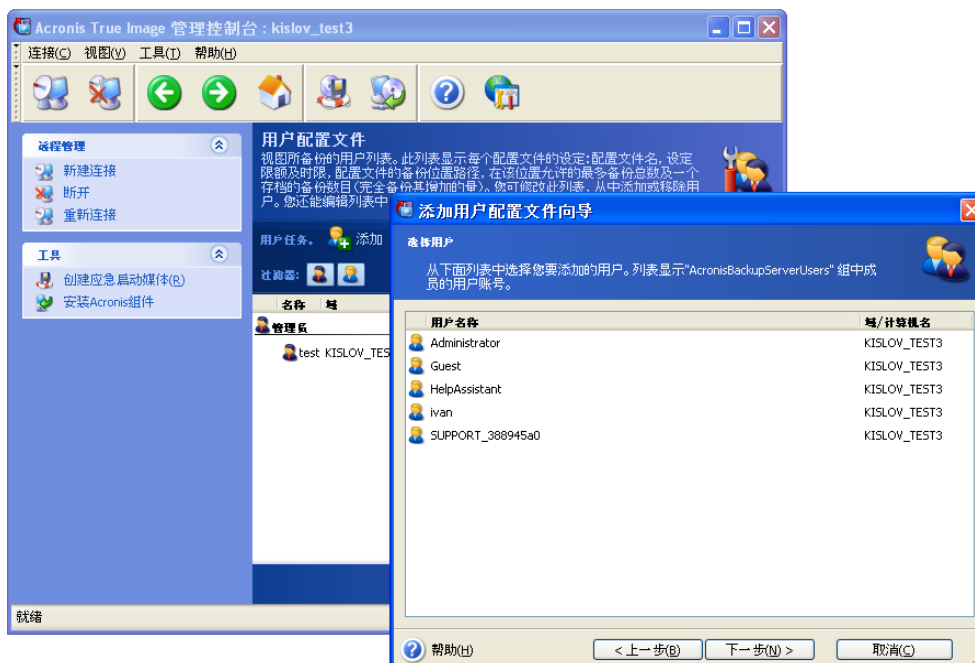 Acronis True Image 管理控制台 : kislov_test3
连接(C) 视图(V) 工具(T) 帮助(H)
远程管理
新建连接
断开
重新连接
工具
创建应急启动媒体(R)
安装Acronis组件
用户配置文件
视图所备份的用户列表。此列表显示每个配置文件的设定:配置文件名, 设定
限额及时限, 配置文件的备份位置路径, 在该位置允许的最多备份总数及一个
存档的备份数目(完全备份其增加的量)。您可修改此列表, 从中添加或移除用
户。您还能编辑列表中
用户任务。 添加
过滤器:
名称 域
管理员
test KISLOV_TES
就绪
添加用户配置文件向导
选择用户
从下面列表中选择您要添加的用户。列表显示"AcronisBackupServerUsers" 组中成
员的用户账号。
用户名称 域/计算机名
Administrator KISLOV_TEST3
Guest KISLOV_TEST3
HelpAssistant KISLOV_TEST3
ivan KISLOV_TEST3
SUPPORT_388945a0 KISLOV_TEST3
帮助(H) <上一步(B) 下一步(N) > 取消(C)